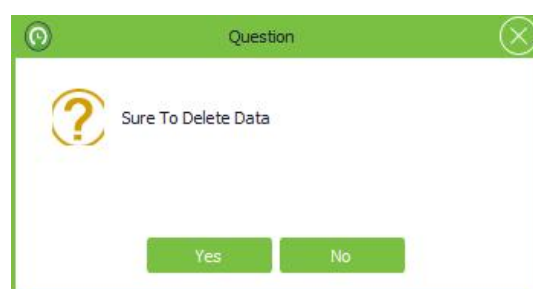 Question
Sure To Delete Data
Yes
No